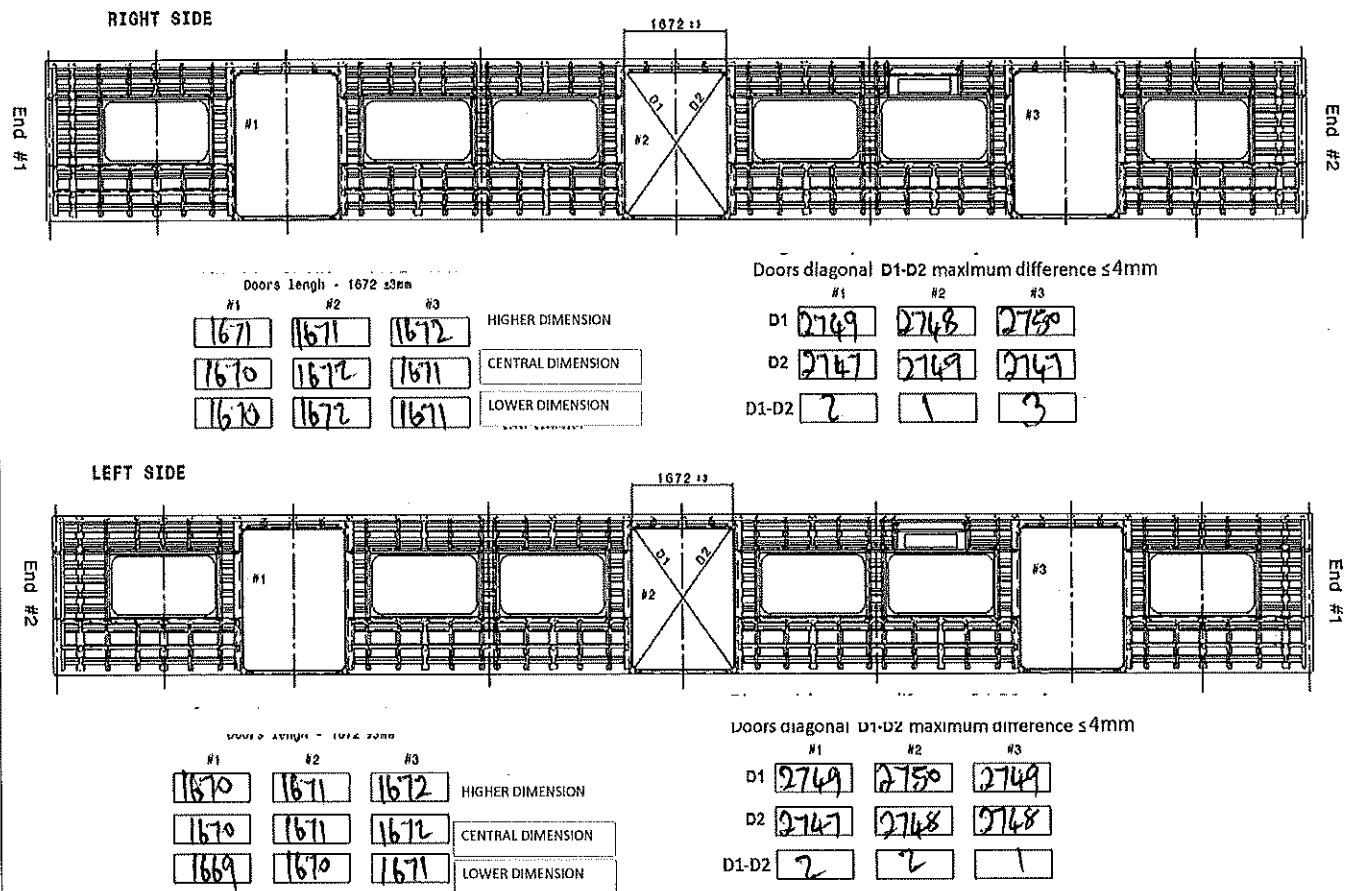 RIGHT SIDE
1672 ±3
End #1
#1
D1 D2
#2
#3
End #2
Doors lengh - 1672 ±3mm
#1 #2 #3
1671 1671 1672 HIGHER DIMENSION
1670 1672 1671 CENTRAL DIMENSION
1670 1672 1671 LOWER DIMENSION
Doors diagonal D1-D2 maximum difference ≤4mm
#1 #2 #3
D1 2749 2748 2750
D2 2747 2749 2747
D1-D2 2 1 3
LEFT SIDE
1672 ±3
End #2
#1
D1 D2
#2
#3
End #1
Doors lengh - 1672 ±3mm
#1 #2 #3
1670 1671 1672 HIGHER DIMENSION
1670 1671 1672 CENTRAL DIMENSION
1669 1670 1671 LOWER DIMENSION
Doors diagonal D1-D2 maximum difference ≤4mm
#1 #2 #3
D1 2749 2750 2749
D2 2747 2748 2748
D1-D2 2 2 1